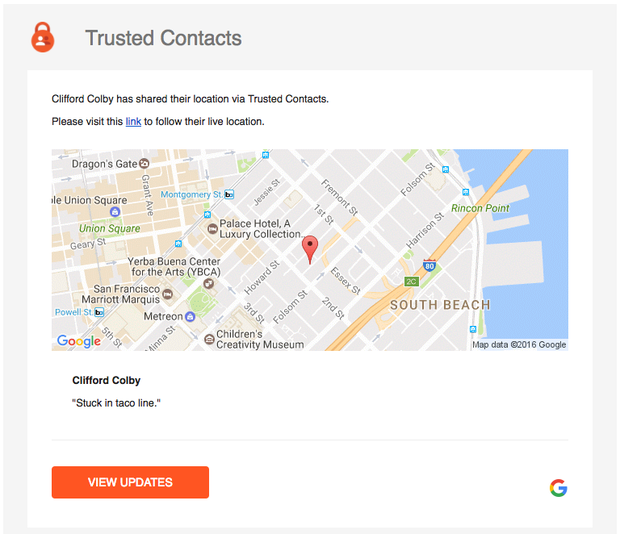 Trusted Contacts
Clifford Colby has shared their location via Trusted Contacts.
Please visit this link to follow their live location.
Dragon's Gate
Grant Ave
Montgomery St.
Jessie St
Fremont St
Folsom St
1st St
Rincon Point
le Union Square
Union Square
Geary St
Palace Hotel, A
Luxury Collection...
Harrison St
80
Yerba Buena Center
for the Arts (YBCA)
Howard St
Essex St
2C
San Francisco
Marriott Marquis
Folsom St
2nd St
SOUTH BEACH
Powell St.
Metreon
3rd St
5th St
Minna St
Children's
Creativity Museum
Google
Map data ©2016 Google
Clifford Colby
"Stuck in taco line."
VIEW UPDATES
G